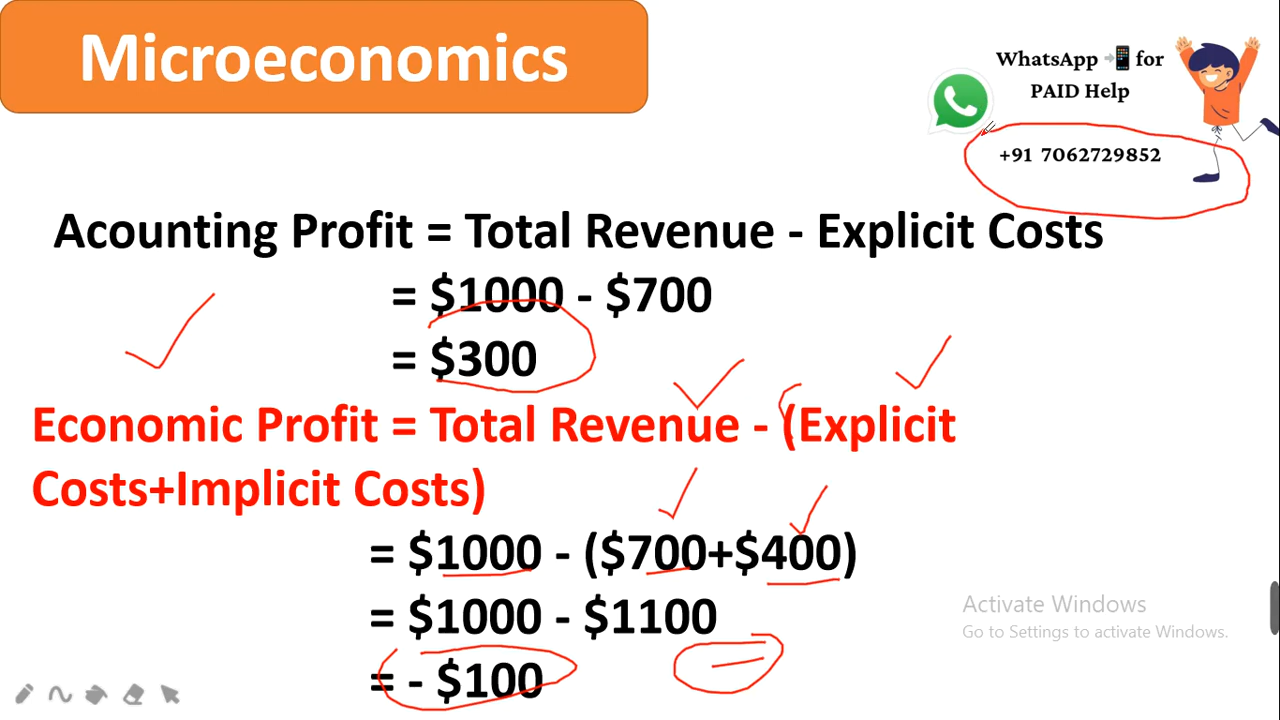 Microeconomics
WhatsApp 📲 for
PAID Help
+91 7062729852
Acounting Profit = Total Revenue - Explicit Costs
= $1000 - $700
= $300
Economic Profit = Total Revenue - (Explicit
Costs+Implicit Costs)
= $1000 - ($700+$400)
= $1000 - $1100
= - $100
Activate Windows
Go to Settings to activate Windows.